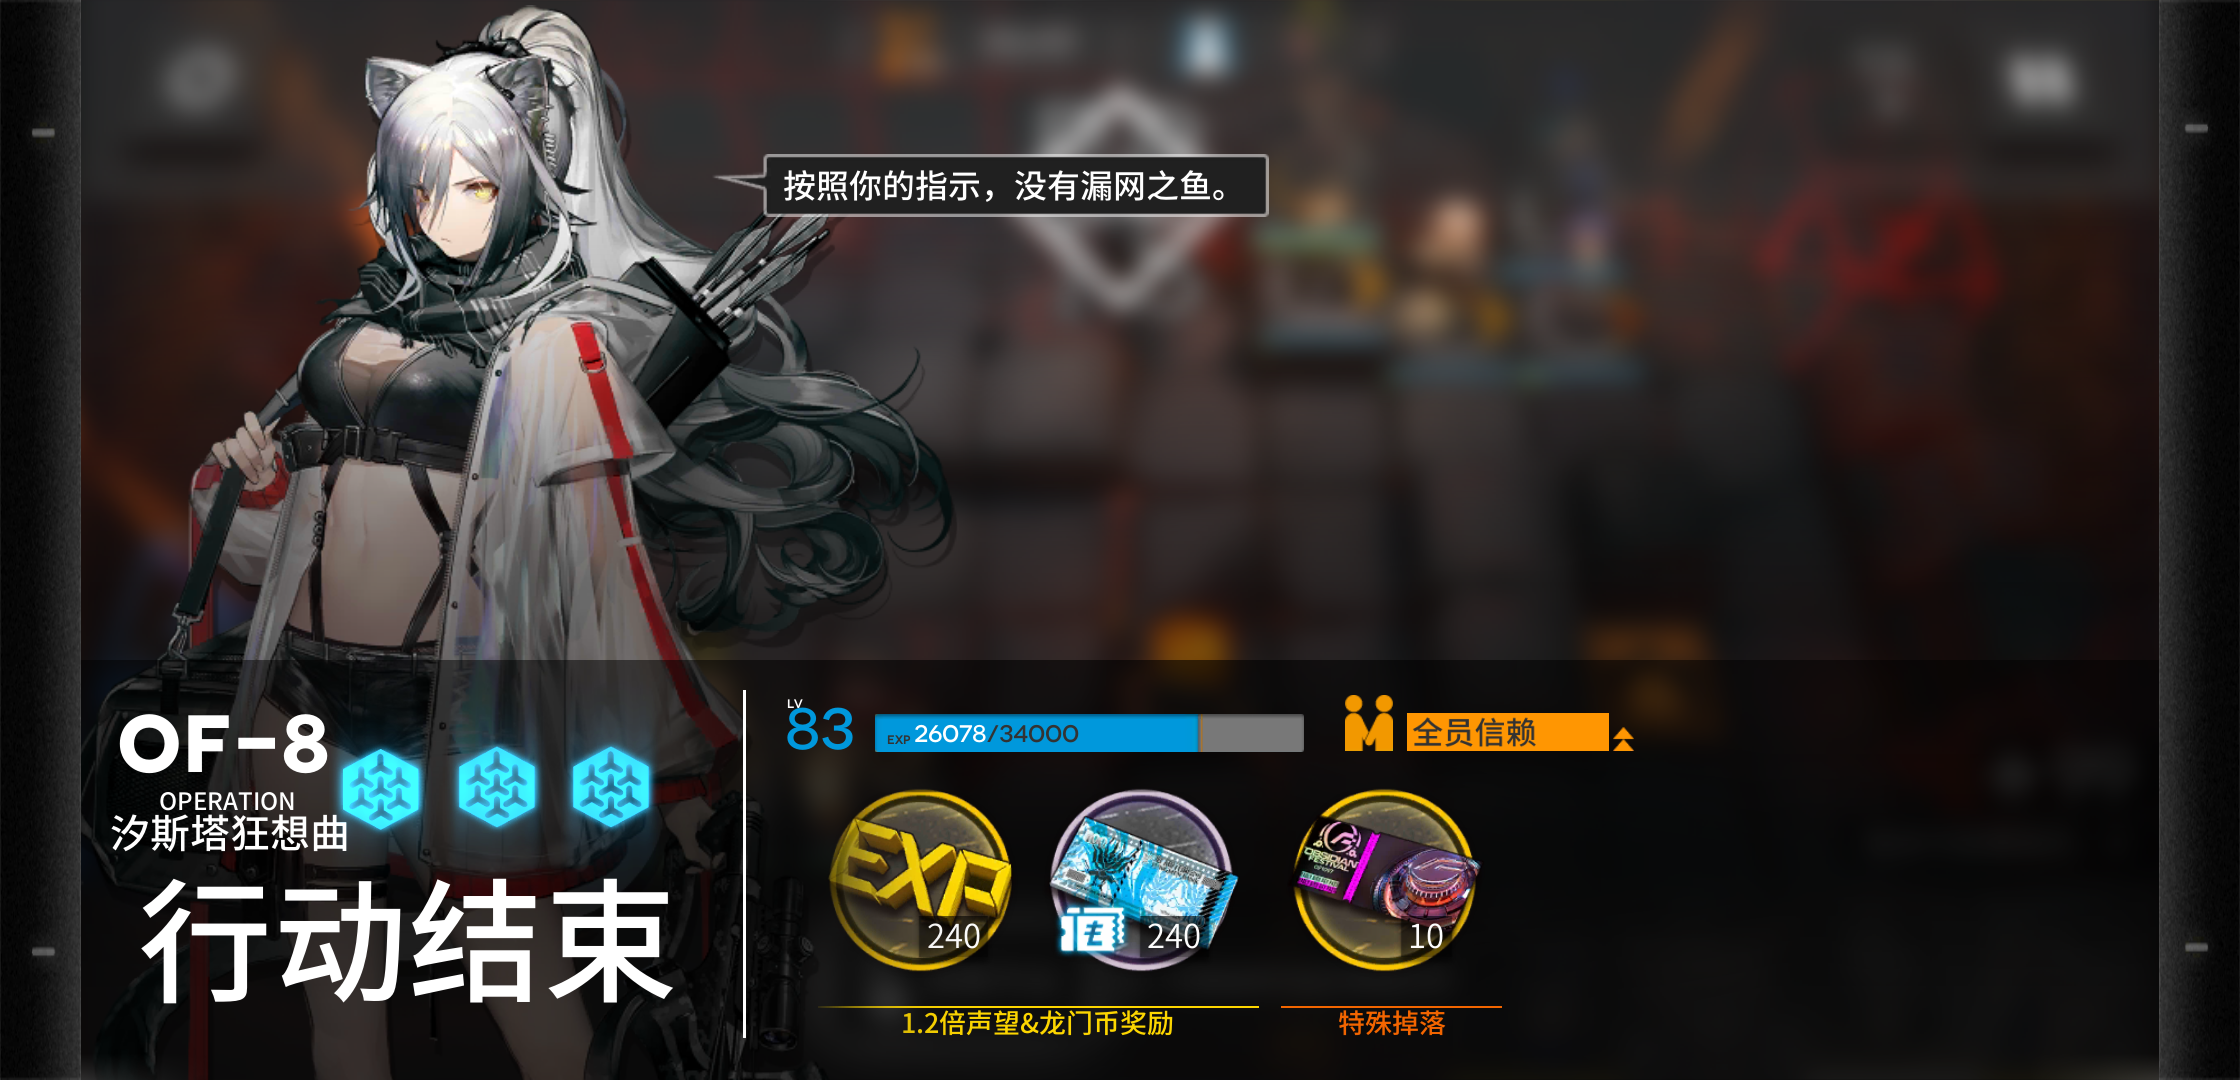 按照你的指示，没有漏网之鱼。
OF-8
OPERATION
汐斯塔狂想曲
行动结束
LV
83
EXP 26078/34000
全员信赖
EXP
240
240
OBSIDIAN
FESTIVAL
10
1.2倍声望&龙门币奖励
特殊掉落